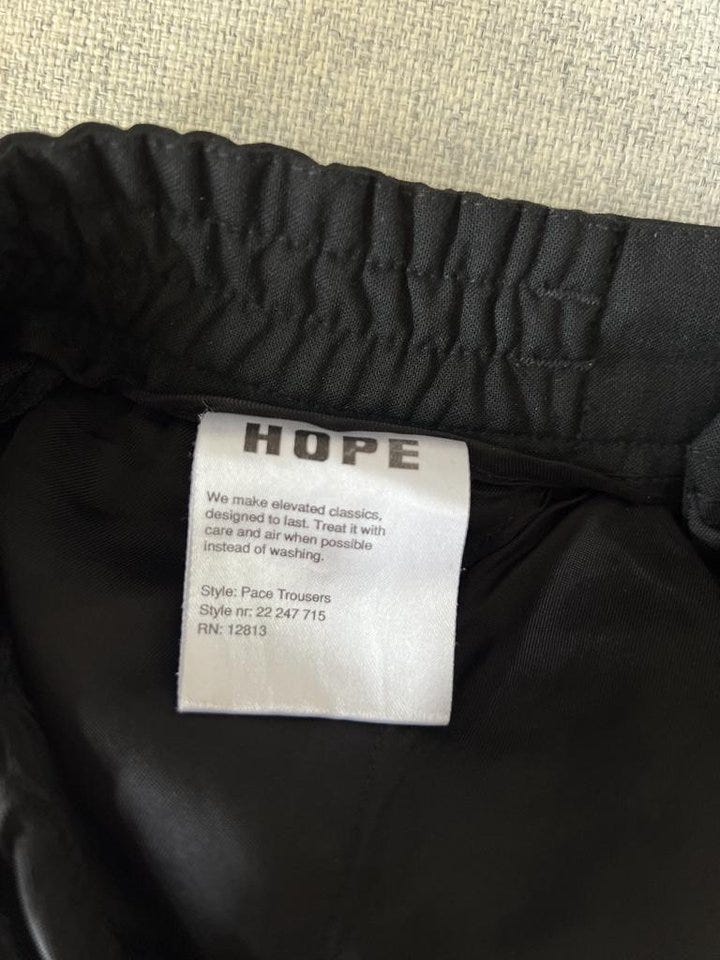 HOPE
We make elevated classics,
designed to last. Treat it with
care and air when possible
instead of washing.
Style: Pace Trousers
Style nr: 22 247 715
RN: 12813